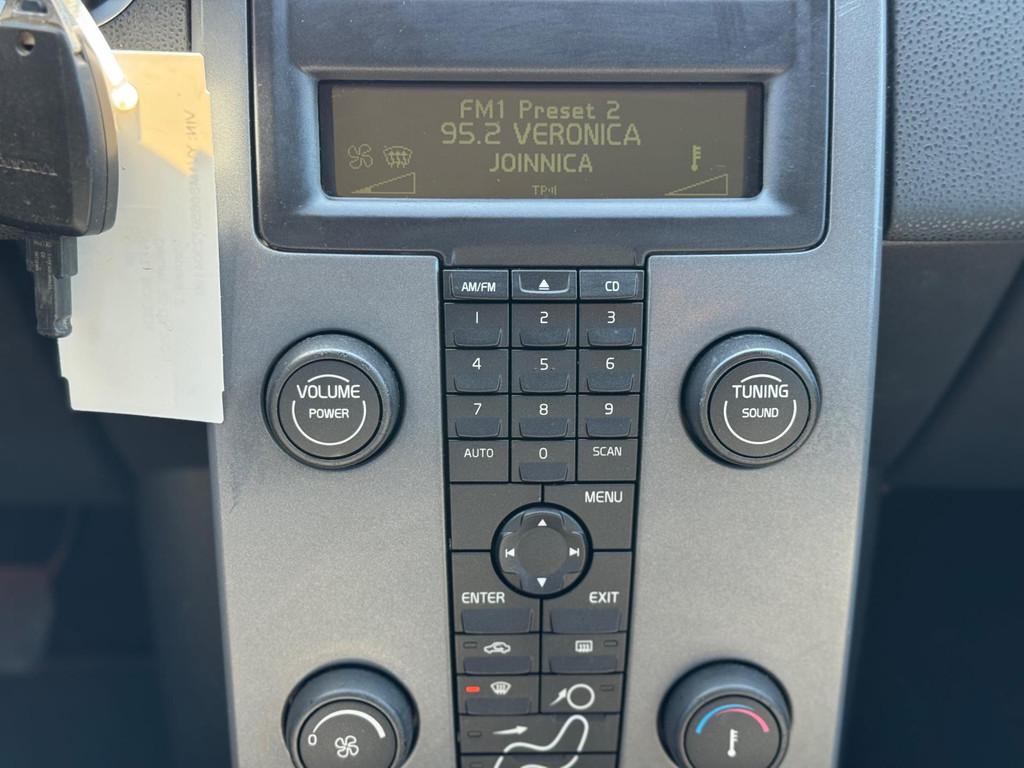 FM1 Preset 2
95.2 VERONICA
JOINNICA
TP
AM/FM
CD
1 2 3
4 5 6
7 8 9
AUTO 0 SCAN
VOLUME
POWER
TUNING
SOUND
MENU
ENTER EXIT
0